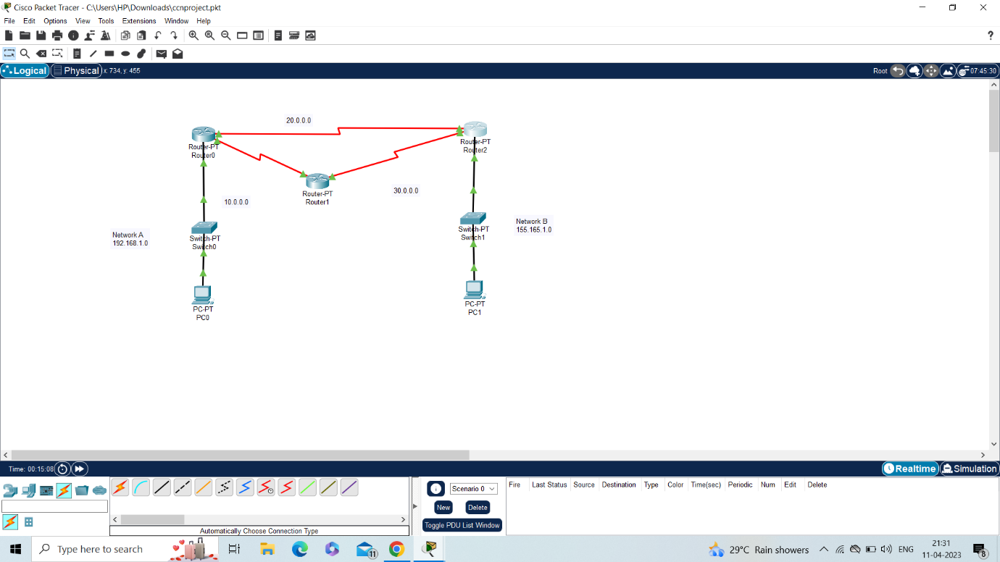 Cisco Packet Tracer - C:\Users\HP\Downloads\ccnproject.pkt
File Edit Options View Tools Extensions Window Help
?
Logical Physical x: 734, y: 455 Root 07:45:30
20.0.0.0
Router-PT
Router0
Router-PT
Router2
Router-PT
Router1
10.0.0.0
30.0.0.0
Network A
192.168.1.0
Switch-PT
Switch0
Switch-PT
Switch1
Network B
155.165.1.0
PC-PT
PC0
PC-PT
PC1
Time: 00:15:08 Realtime Simulation
Scenario 0
New Delete
Toggle PDU List Window
Fire Last Status Source Destination Type Color Time(sec) Periodic Num Edit Delete
Automatically Choose Connection Type
Type here to search
11
29°C Rain showers ENG
21:31
11-04-2023
8